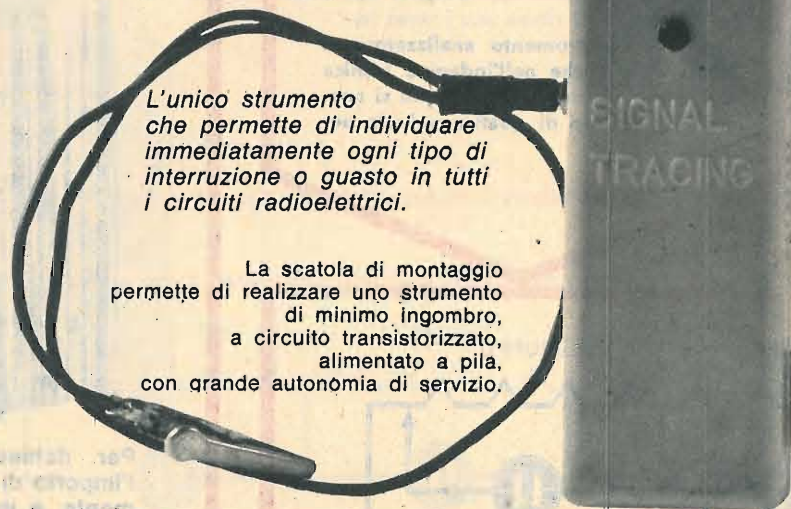 L'unico strumento
che permette di individuare
immediatamente ogni tipo di
interruzione o guasto in tutti
i circuiti radioelettrici.
La scatola di montaggio
permette di realizzare uno strumento
di minimo ingombro,
a circuito transistorizzato,
alimentato a pila,
con grande autonomia di servizio.
SIGNAL
TRACING